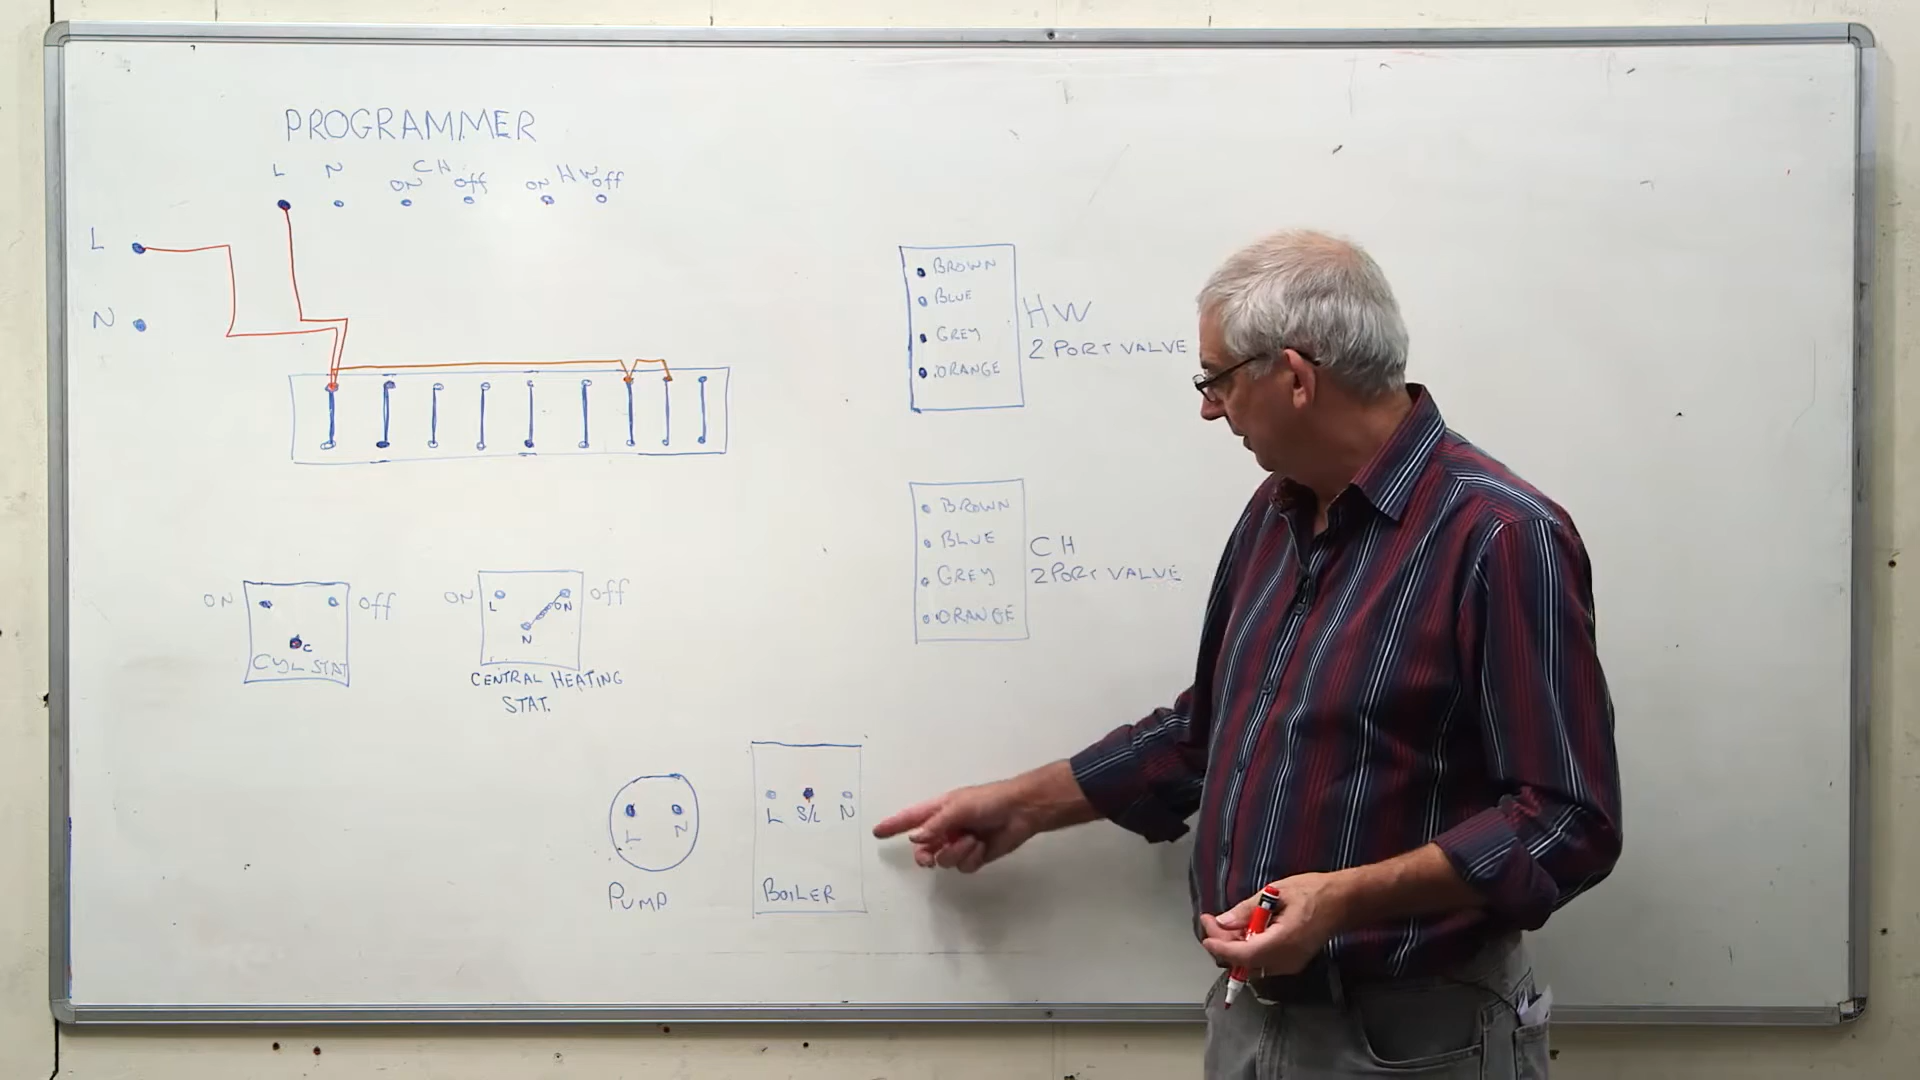 PROGRAMMER
L N CH HW
ON Off ON Off
L
N
BROWN
BLUE
GREY
.ORANGE
HW
2 PORT VALVE
BROWN
BLUE
GREY
ORANGE
CH
2 PORT VALVE
ON Off
C
CYL STAT
ON Off
L ON
N
CENTRAL HEATING
STAT.
L N
PUMP
L S/L N
BOILER